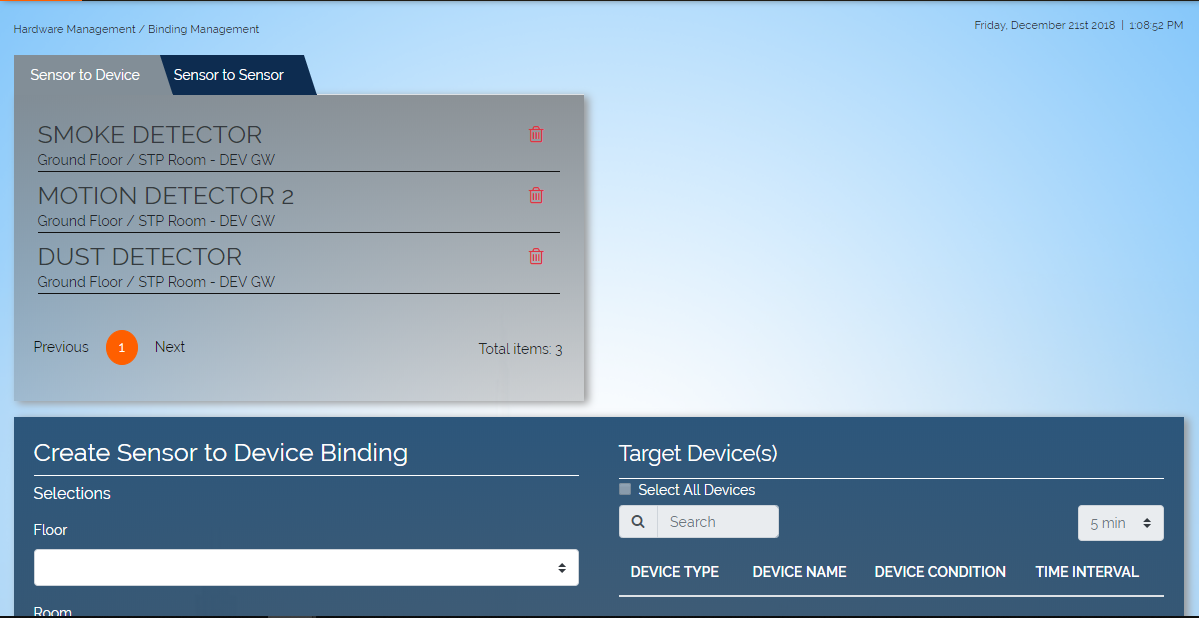 Hardware Management / Binding Management
Friday, December 21st 2018 | 1:08:52 PM
Sensor to Device
Sensor to Sensor
SMOKE DETECTOR
Ground Floor / STP Room - DEV GW
MOTION DETECTOR 2
Ground Floor / STP Room - DEV GW
DUST DETECTOR
Ground Floor / STP Room - DEV GW
Previous 1 Next
Total items: 3
Create Sensor to Device Binding
Selections
Floor
Room
Target Device(s)
Select All Devices
Search
5 min
DEVICE TYPE DEVICE NAME DEVICE CONDITION TIME INTERVAL